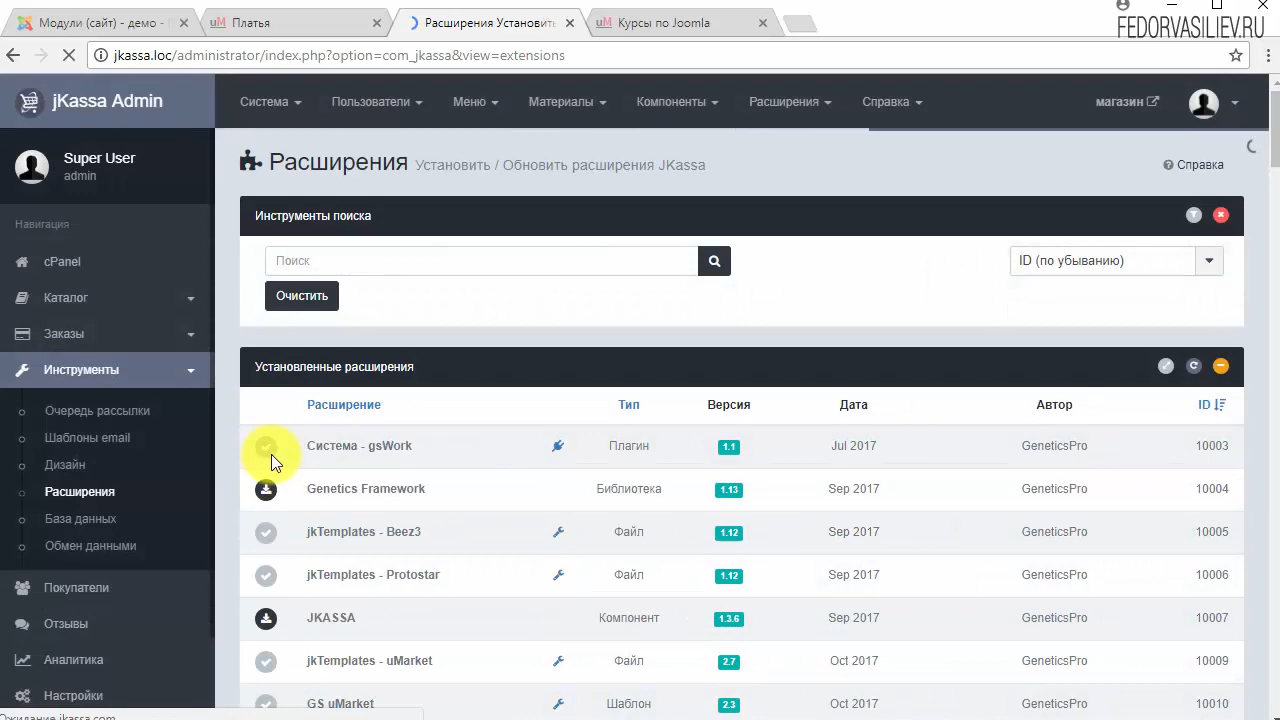 Модули (сайт) - демо -
Платья
Расширения Установить
Курсы по Joomla
FEDORVASILIEV.RU
jkassa.loc/administrator/index.php?option=com_jkassa&view=extensions
jKassa Admin
Система Пользователи Меню Материалы Компоненты Расширения Справка магазин
Super User
admin
Расширения Установить / Обновить расширения JKassa
Справка
Навигация
Инструменты поиска
cPanel
Поиск
ID (по убыванию)
Каталог
Очистить
Заказы
Инструменты
Установленные расширения
Расширение Тип Версия Дата Автор ID
Очередь рассылки
Шаблоны email
Дизайн
Расширения
База данных
Обмен данными
Покупатели
Отзывы
Аналитика
Настройки
Система - gsWork Плагин 1.1 Jul 2017 GeneticsPro 10003
Genetics Framework Библиотека 1.13 Sep 2017 GeneticsPro 10004
jkTemplates - Beez3 Файл 1.12 Sep 2017 GeneticsPro 10005
jkTemplates - Protostar Файл 1.12 Sep 2017 GeneticsPro 10006
JKASSA Компонент 1.3.6 Sep 2017 GeneticsPro 10007
jkTemplates - uMarket Файл 2.7 Oct 2017 GeneticsPro 10009
GS uMarket Шаблон 2.3 Oct 2017 GeneticsPro 10010
Ожидание jkassa.com